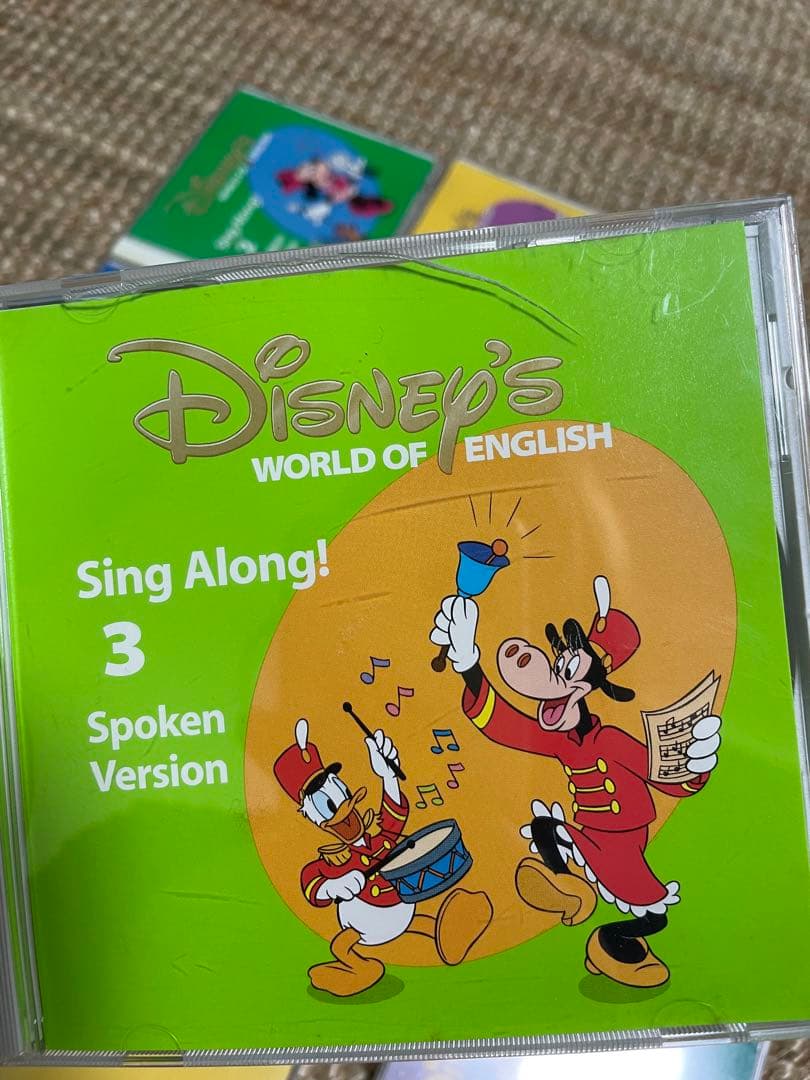 Disney's
WORLD OF ENGLISH
Sing Along!
3
Spoken
Version